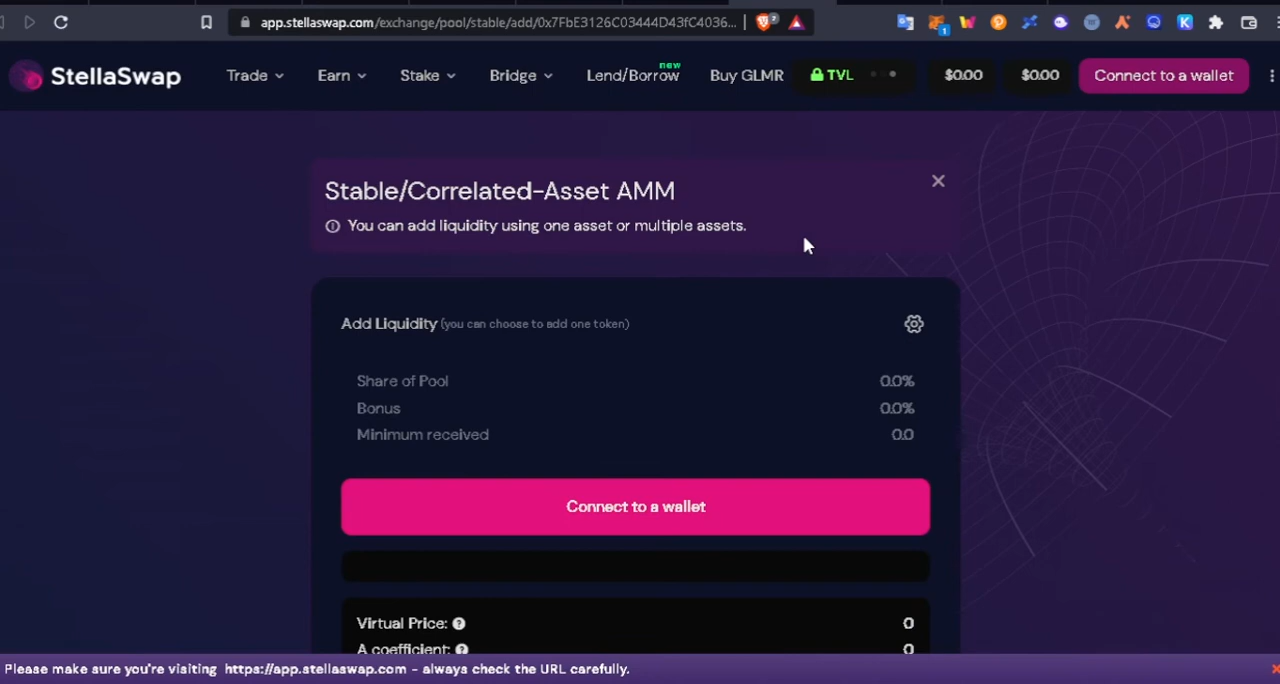 app.stellaswap.com/exchange/pool/stable/add/0x7FbE3126C03444D43fC4036...
StellaSwap
Trade
Earn
Stake
Bridge
Lend/Borrow
new
Buy GLMR
TVL
$0.00
$0.00
Connect to a wallet
Stable/Correlated-Asset AMM
You can add liquidity using one asset or multiple assets.
Add Liquidity (you can choose to add one token)
Share of Pool 0.0%
Bonus 0.0%
Minimum received 0.0
Connect to a wallet
Virtual Price: 0
A coefficient: 0
Please make sure you're visiting https://app.stellaswap.com - always check the URL carefully.